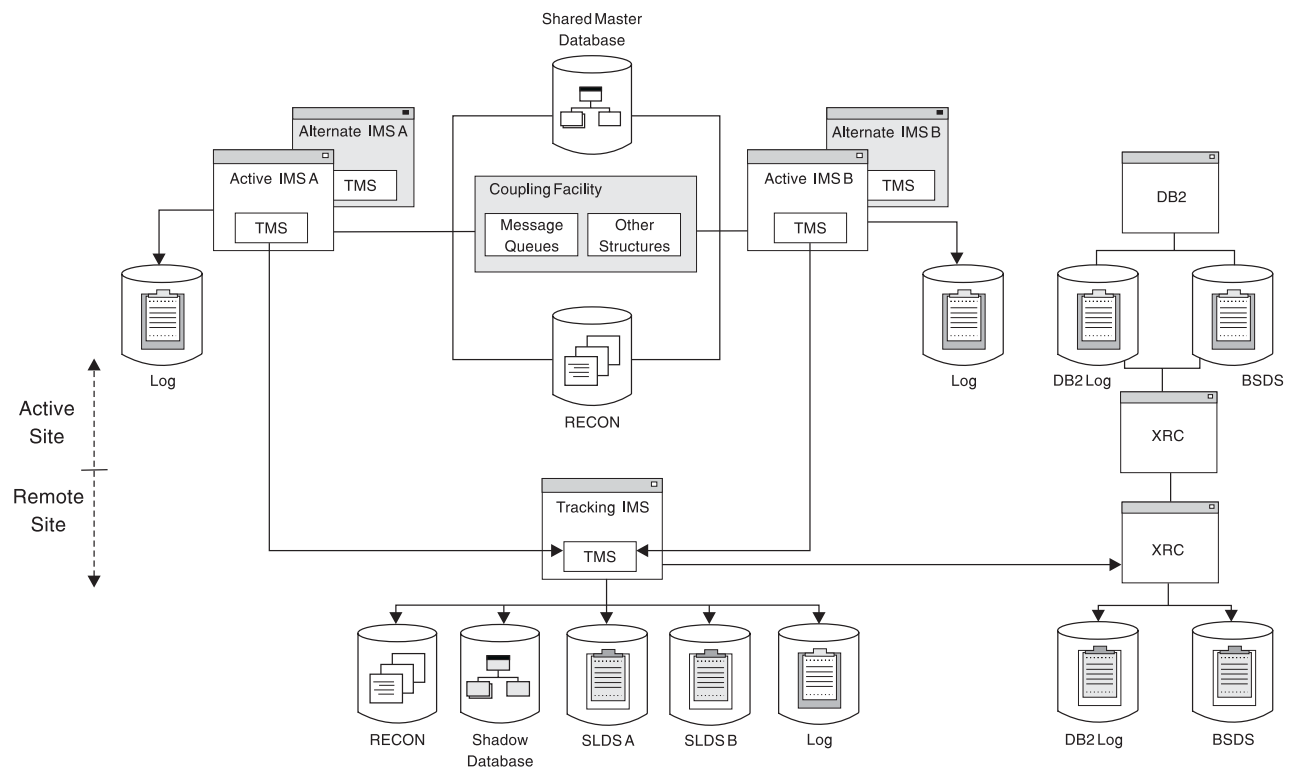 Shared Master
Database
Alternate IMS A
Alternate IMS B
Active IMS A
TMS
Coupling Facility
Active IMS B
TMS
DB2
TMS
Message
Queues
Other
Structures
TMS
Log
RECON
Log
DB2 Log
BSDS
Active
Site
XRC
Remote
Site
Tracking IMS
TMS
XRC
RECON
Shadow
Database
SLDS A
SLDS B
Log
DB2 Log
BSDS